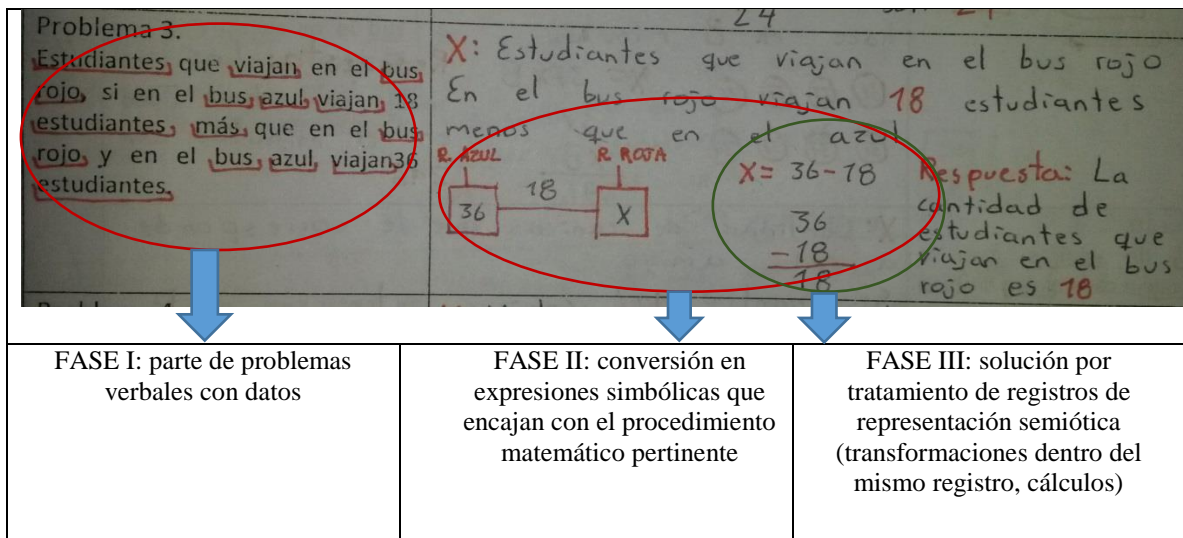 24
Problema 3.
Estudiantes, que viajan en el bus
rojo, si en el bus azul viajan 18
estudiantes más que en el bus
rojo y en el bus azul viajan36
estudiantes.
X: Estudiantes que viajan en el bus rojo
En el bus rojo viajan 18 estudiantes
menos que en el azul
R. AZUL
R. ROJA
36
18
X
X= 36-18
36
-18
18
Respuesta: La
cantidad de
estudiantes que
viajan en el bus
rojo es 18
FASE I: parte de problemas
verbales con datos
FASE II: conversión en
expresiones simbólicas que
encajan con el procedimiento
matemático pertinente
FASE III: solución por
tratamiento de registros de
representación semiótica
(transformaciones dentro del
mismo registro, cálculos)